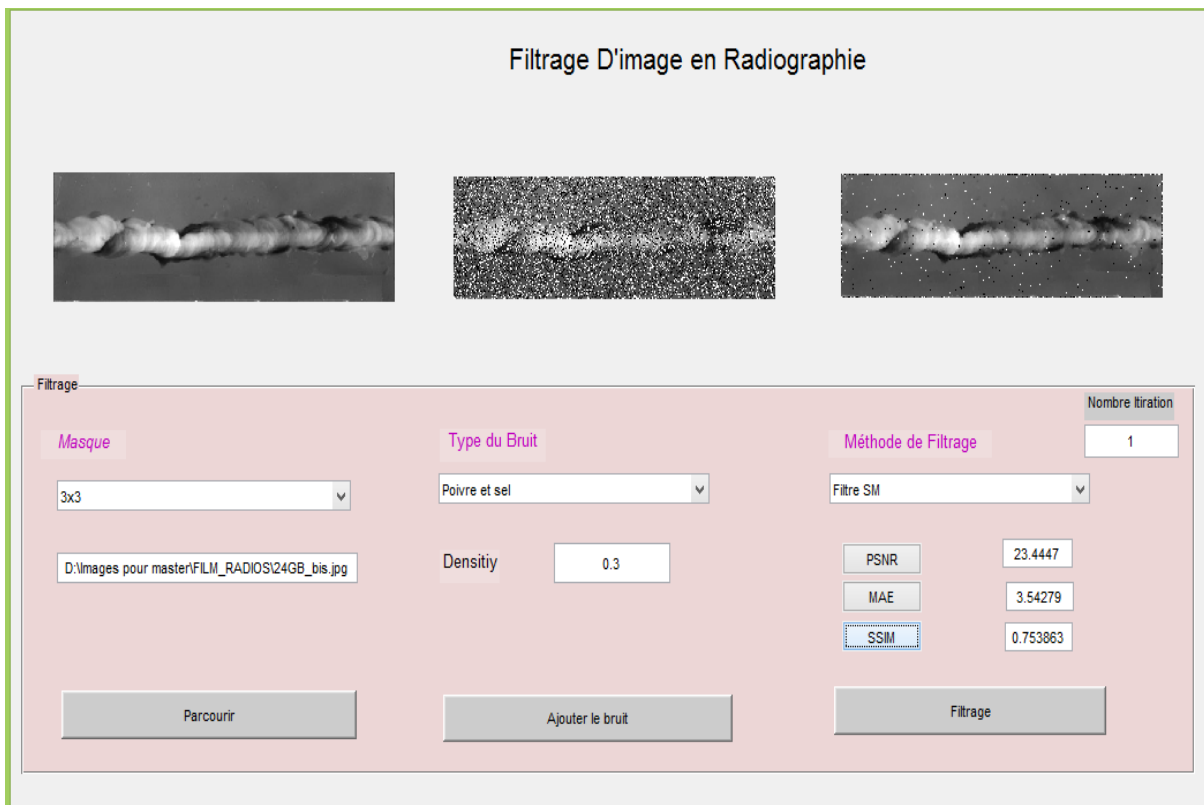 Filtrage D'image en Radiographie
Filtrage
Nombre Itiration
Masque
Type du Bruit
Méthode de Filtrage
1
3x3
Poivre et sel
Filtre SM
D:\Images pour master\FILM_RADIOS\24GB_bis.jpg
Densitiy
0.3
PSNR
23.4447
MAE
3.54279
SSIM
0.753863
Parcourir
Ajouter le bruit
Filtrage